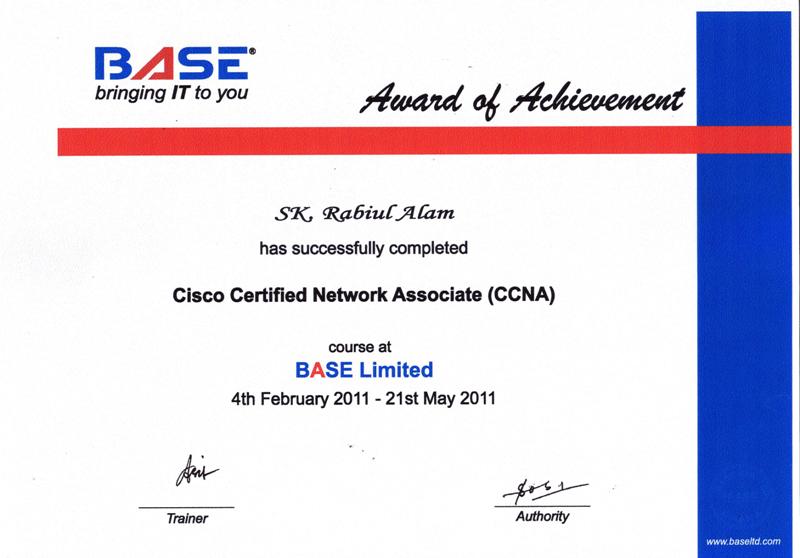 BASE®
bringing IT to you
Award of Achievement
SK. Rabiul Alam
has successfully completed
Cisco Certified Network Associate (CCNA)
course at
BASE Limited
4th February 2011 - 21st May 2011
Trainer
Authority
www.baseltd.com